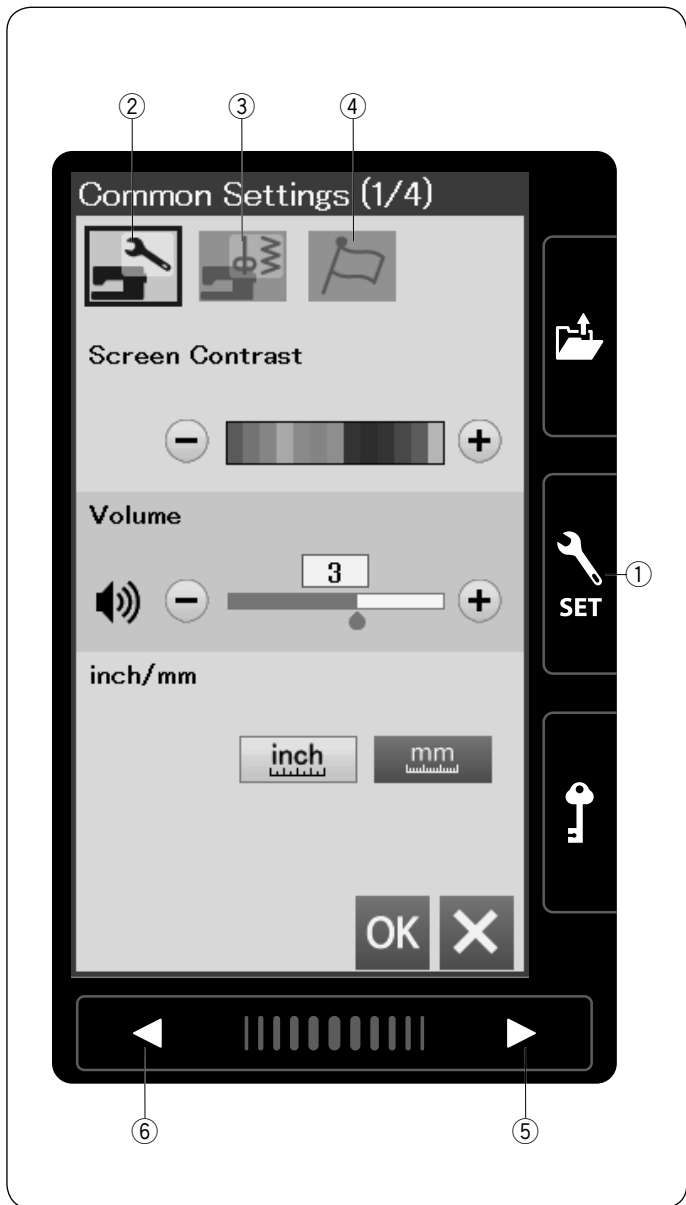 ② ③ ④
Common Settings (1/4)
Screen Contrast
Volume
3
①
SET
inch/mm
inch mm
OK
⑥ ⑤